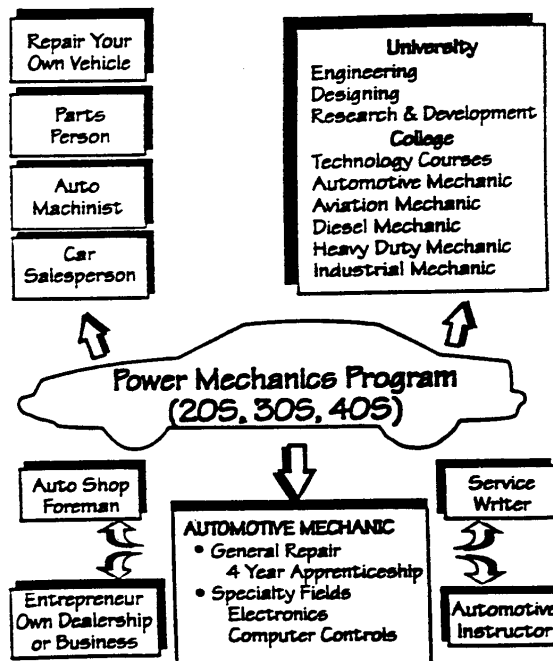 Repair Your
Own Vehicle
Parts
Person
Auto
Machinist
Car
Salesperson
University
Engineering
Designing
Research & Development
College
Technology Courses
Automotive Mechanic
Aviation Mechanic
Diesel Mechanic
Heavy Duty Mechanic
Industrial Mechanic
Power Mechanics Program
(20S, 30S, 40S)
Auto Shop
Foreman
Entrepreneur
Own Dealership
or Business
AUTOMOTIVE MECHANIC
• General Repair
4 Year Apprenticeship
• Specialty Fields
Electronics
Computer Controls
Service
Writer
Automotive
Instructor